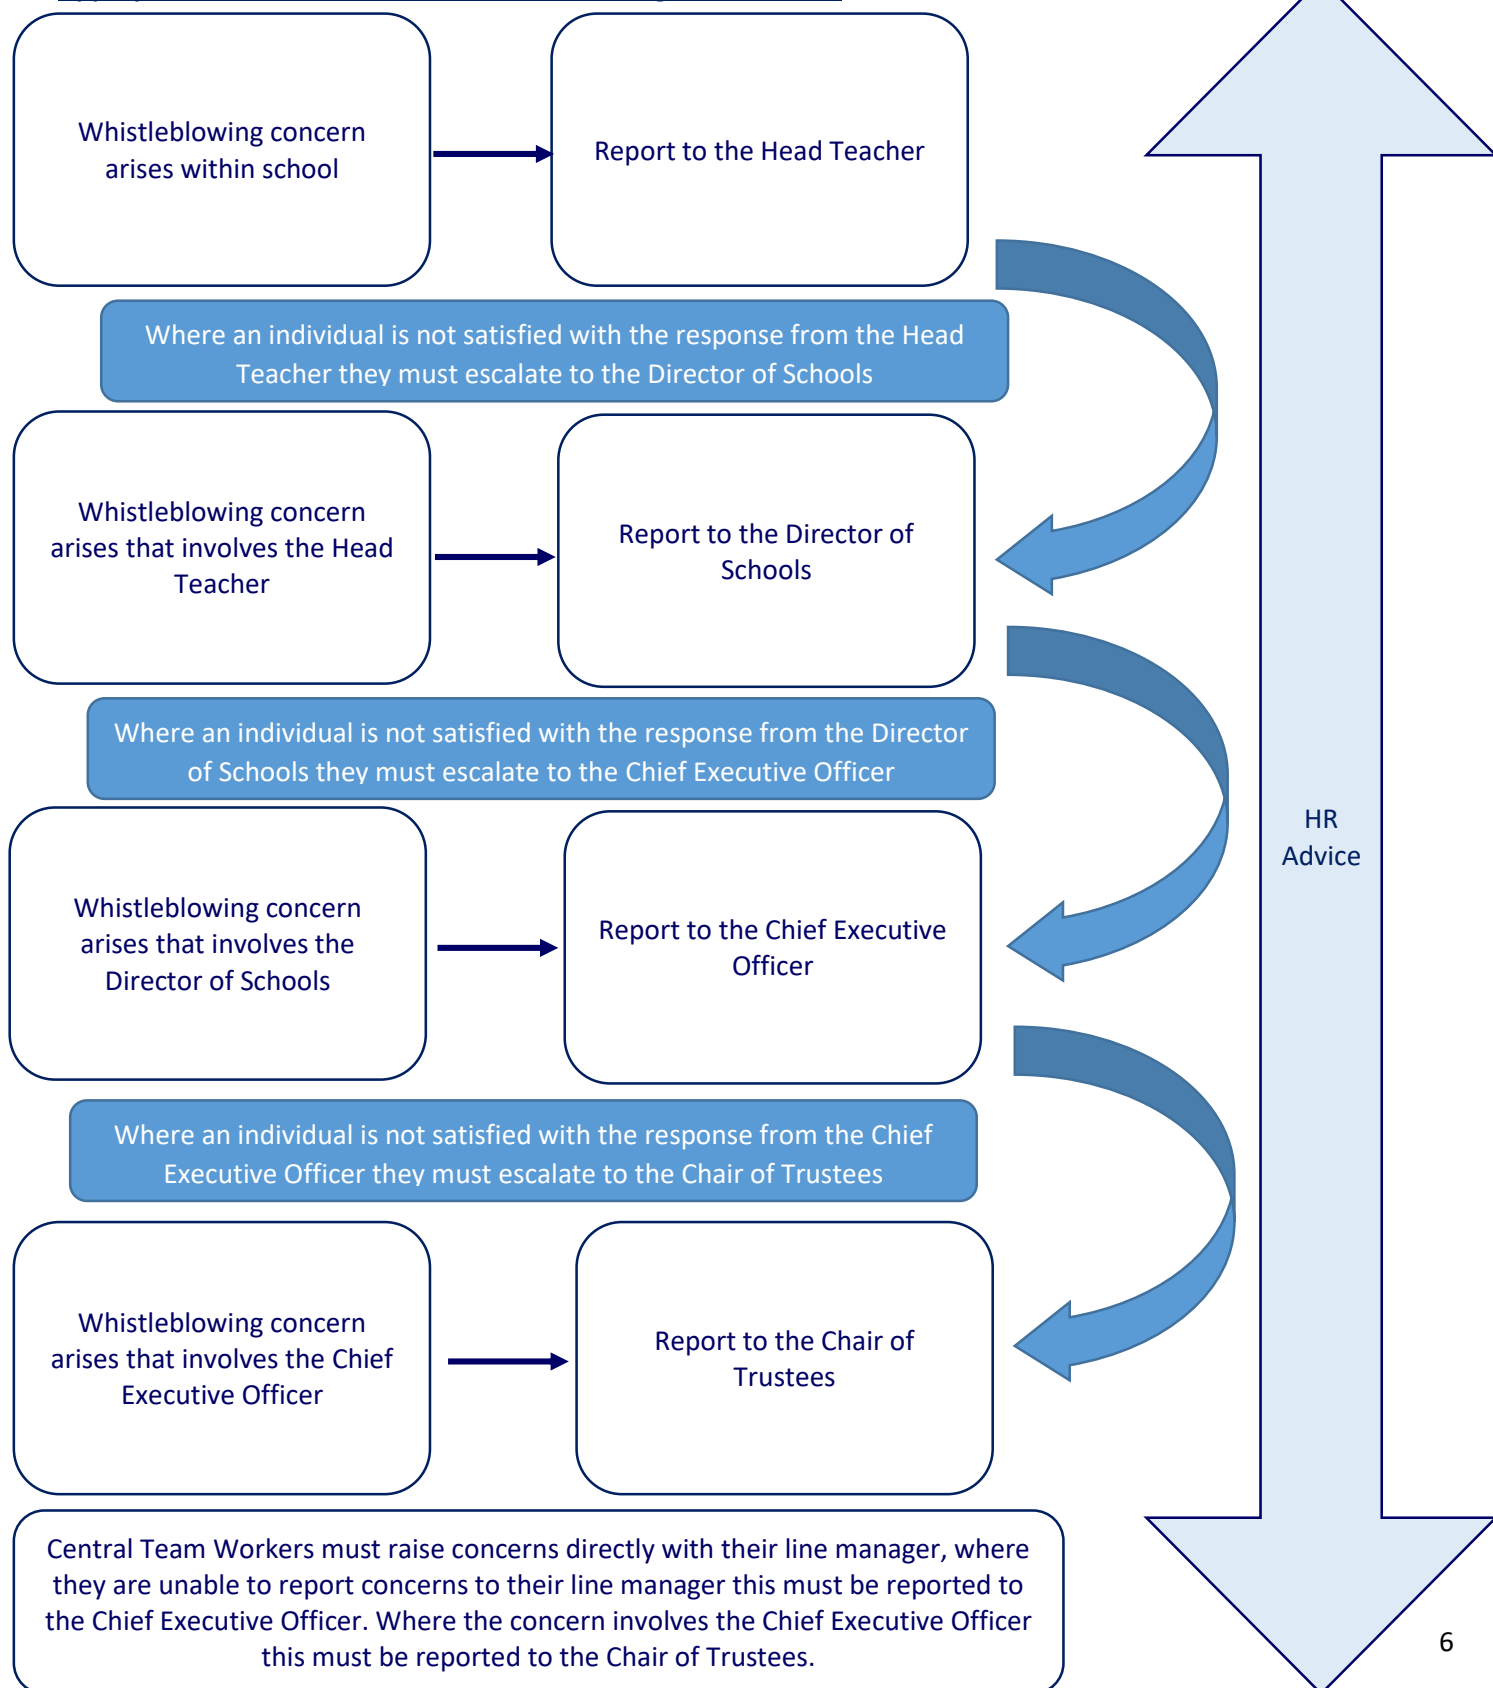 Whistleblowing concern
arises within school
Report to the Head Teacher
Where an individual is not satisfied with the response from the Head
Teacher they must escalate to the Director of Schools
Whistleblowing concern
arises that involves the Head
Teacher
Report to the Director of
Schools
Where an individual is not satisfied with the response from the Director
of Schools they must escalate to the Chief Executive Officer
Whistleblowing concern
arises that involves the
Director of Schools
Report to the Chief Executive
Officer
HR
Advice
Where an individual is not satisfied with the response from the Chief
Executive Officer they must escalate to the Chair of Trustees
Whistleblowing concern
arises that involves the Chief
Executive Officer
Report to the Chair of
Trustees
Central Team Workers must raise concerns directly with their line manager, where
they are unable to report concerns to their line manager this must be reported to
the Chief Executive Officer. Where the concern involves the Chief Executive Officer
this must be reported to the Chair of Trustees.
6